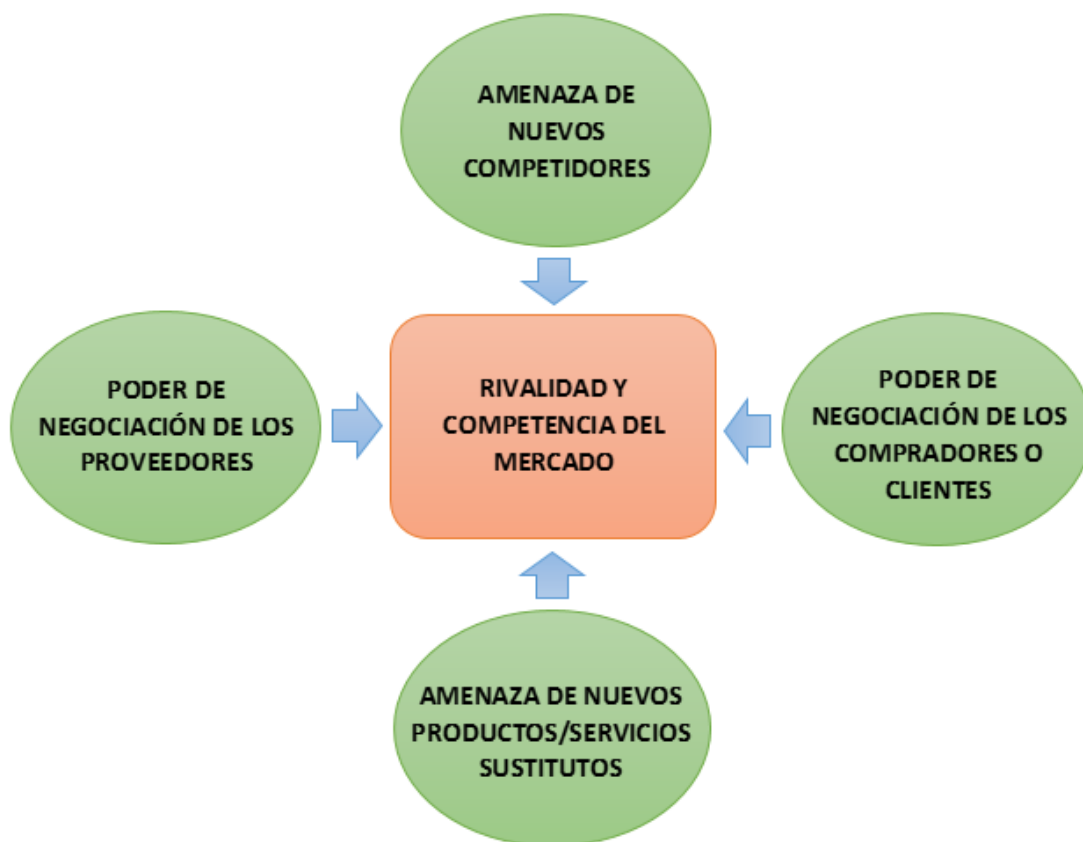 AMENAZA DE
NUEVOS
COMPETIDORES
PODER DE
NEGOCIACIÓN DE LOS
PROVEEDORES
RIVALIDAD Y
COMPETENCIA DEL
MERCADO
PODER DE
NEGOCIACIÓN DE LOS
COMPRADORES O
CLIENTES
AMENAZA DE NUEVOS
PRODUCTOS/SERVICIOS
SUSTITUTOS